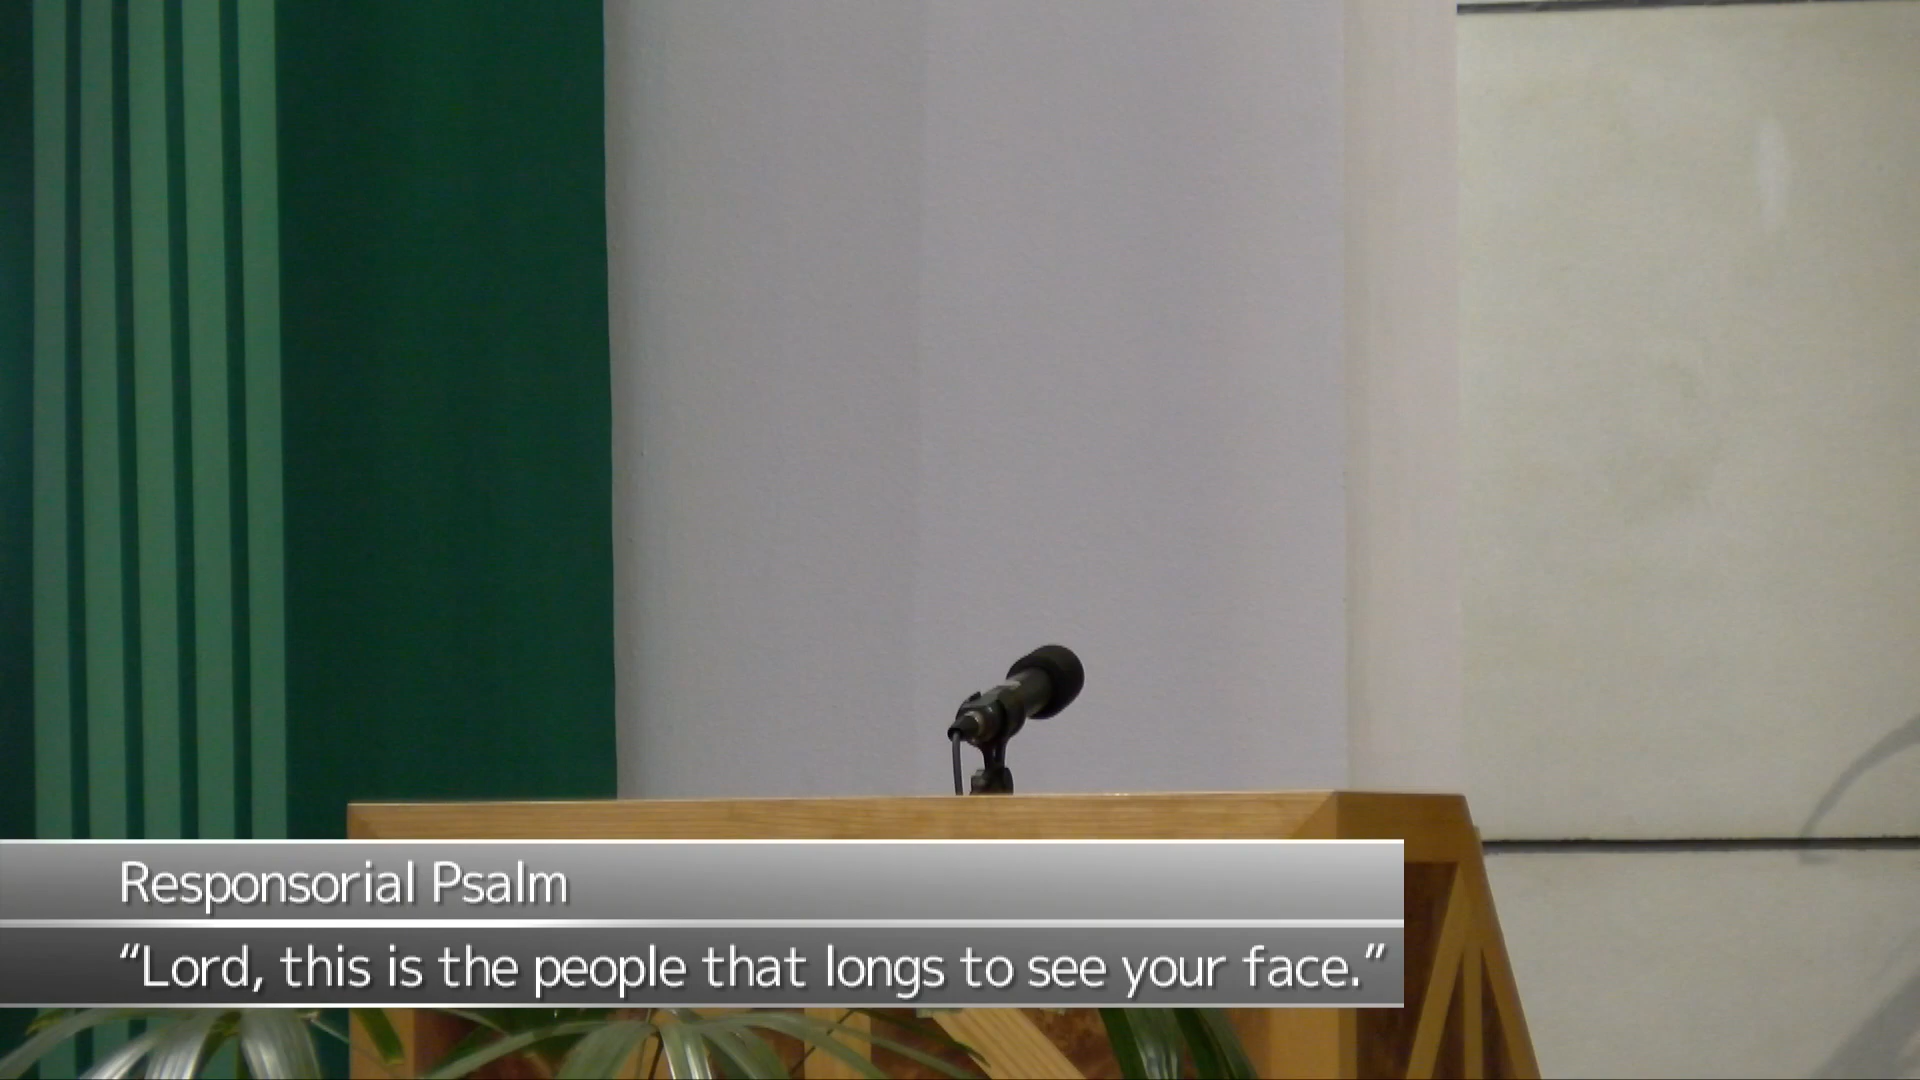 Responsorial Psalm
“Lord, this is the people that longs to see your face.”